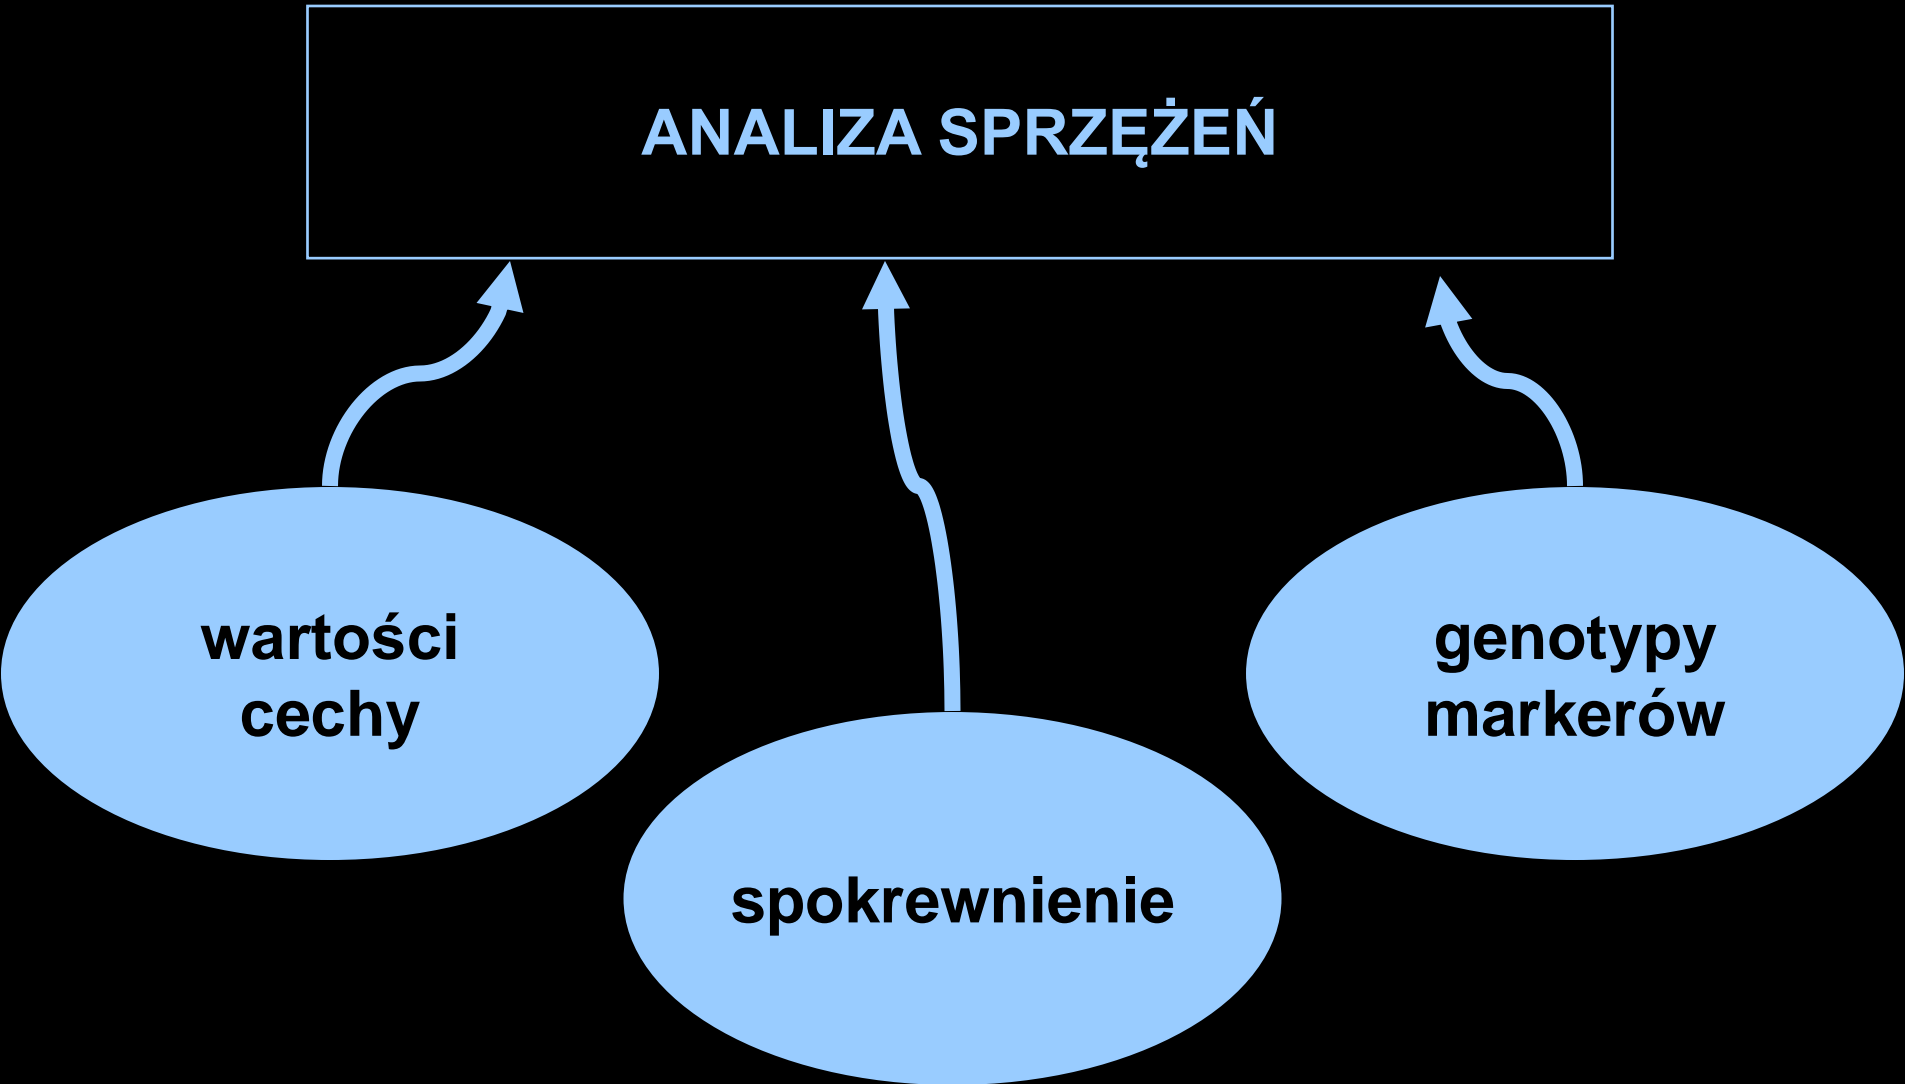 ANALIZA SPRZĘŻEŃ
wartości
cechy
genotypy
markerów
spokrewnienie